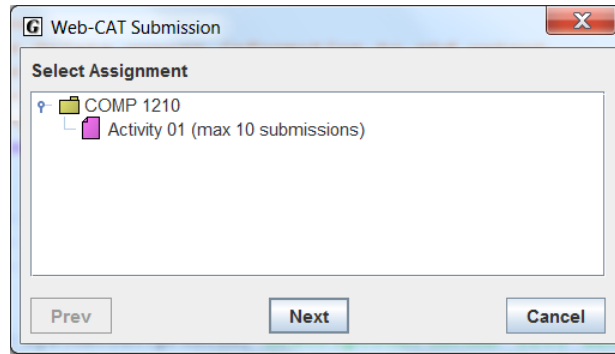 G Web-CAT Submission
Select Assignment
COMP 1210
Activity 01 (max 10 submissions)
Prev Next Cancel